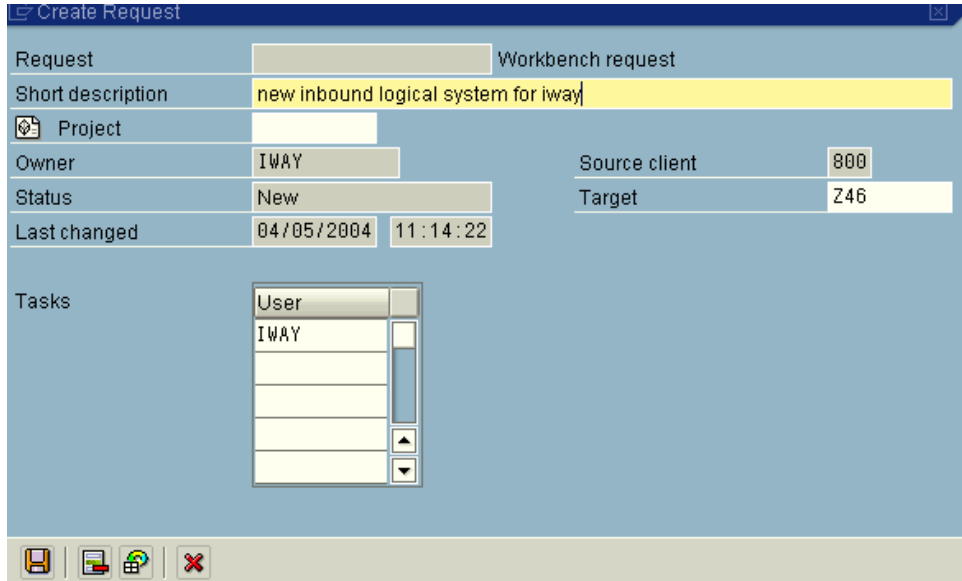 Create Request
Request Workbench request
Short description new inbound logical system for iway
Project
Owner IWAY Source client 800
Status New Target Z46
Last changed 04/05/2004 11:14:22
Tasks User
IWAY